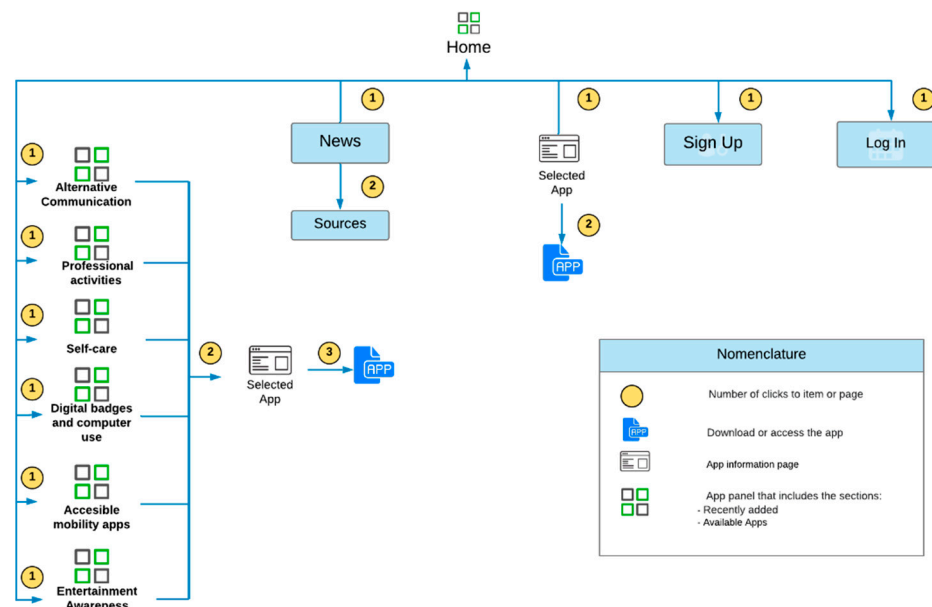 Home
1
1
1
1
News
Sign Up
Log In
2
Sources
Selected
App
2
APP
1
Alternative
Communication
1
Professional
activities
1
Self-care
1
Digital badges
and computer
use
1
Accesible
mobility apps
1
Entertainment
Awareness
2
Selected
App
3
APP
Nomenclature
Number of clicks to item or page
APP
Download or access the app
App information page
App panel that includes the sections:
- Recently added
- Available Apps